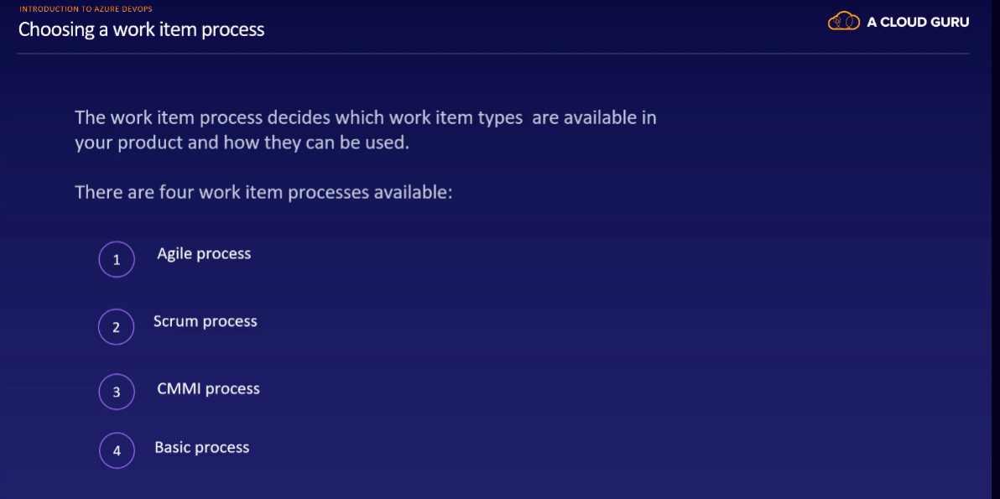 INTRODUCTION TO AZURE DEVOPS
Choosing a work item process
A CLOUD GURU
The work item process decides which work item types are available in
your product and how they can be used.
There are four work item processes available:
1 Agile process
2 Scrum process
3 CMMI process
4 Basic process